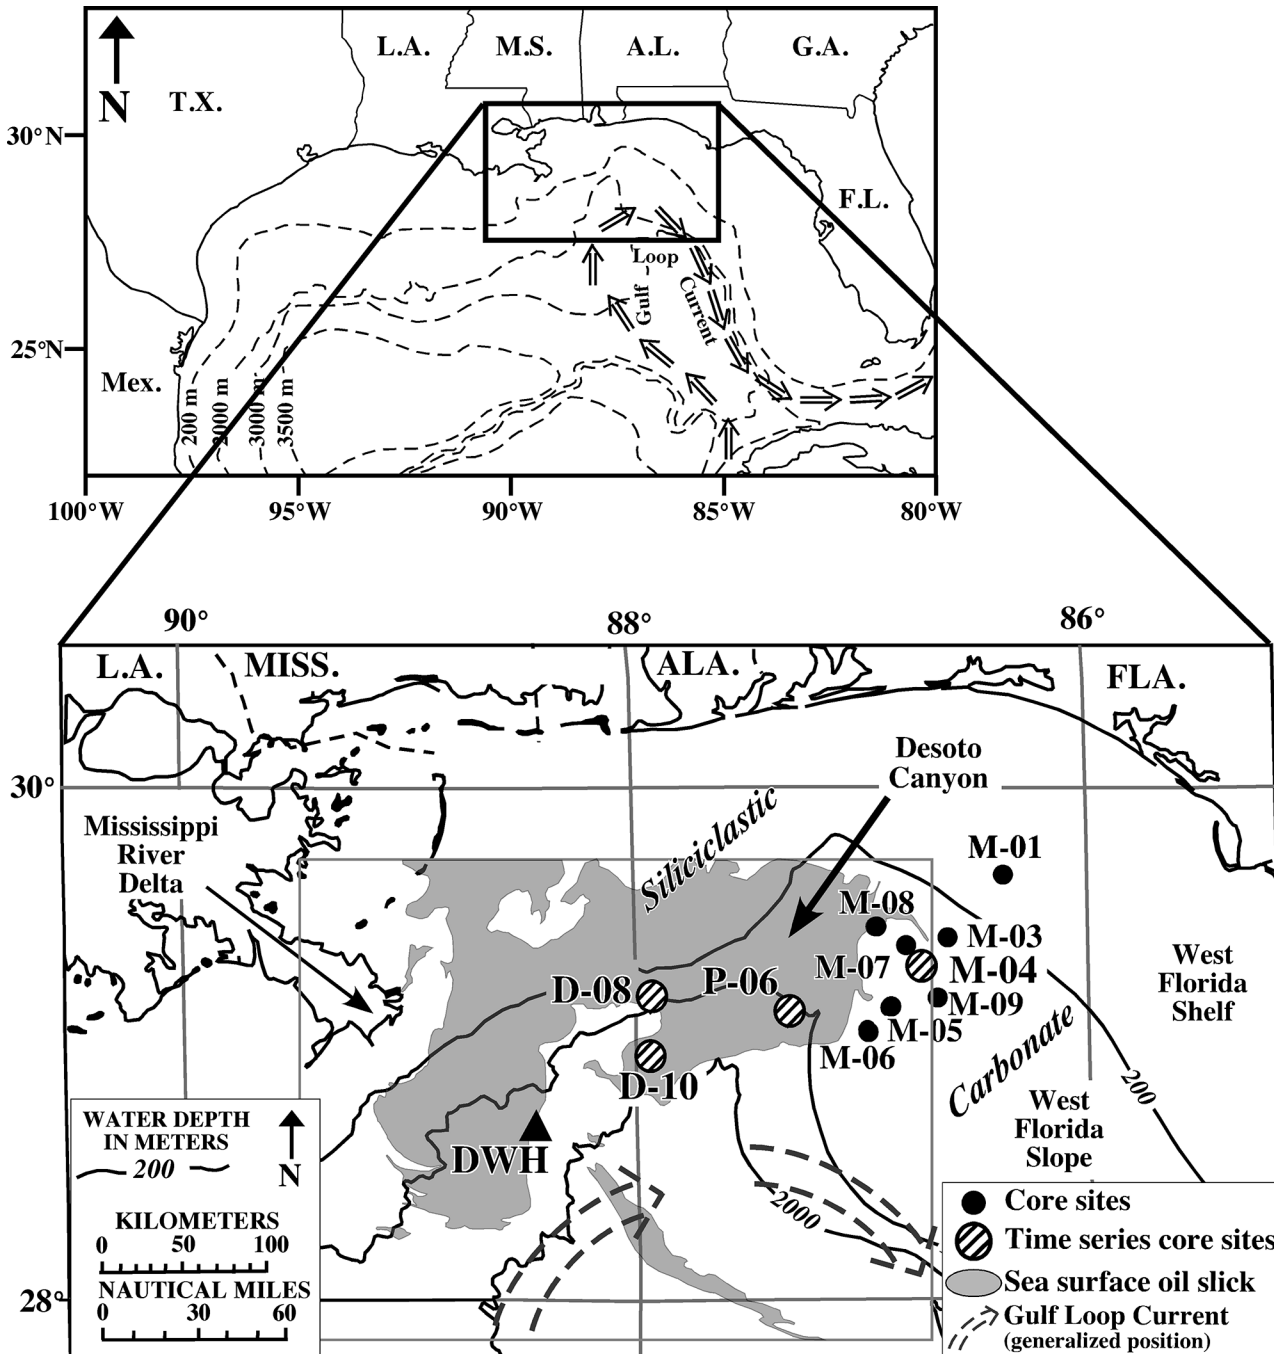 L.A.
M.S.
A.L.
G.A.
N
T.X.
30°N
F.L.
Loop
Gulf
Current
25°N
Mex.
200 m
2000 m
3000 m
3500 m
100°W
95°W
90°W
85°W
80°W
90°
88°
86°
L.A.
MISS.
ALA.
FLA.
Desoto
Canyon
30°
Mississippi
River
Delta
Siliciclastic
M-01
M-08
M-03
M-07
M-04
West
Florida
Shelf
D-08
P-06
M-09
M-05
M-06
Carbonate
D-10
200
West
Florida
Slope
WATER DEPTH
IN METERS
200
N
DWH
2000
KILOMETERS
0 50 100
NAUTICAL MILES
0 30 60
28°
Core sites
Time series core sites
Sea surface oil slick
Gulf Loop Current
(generalized position)